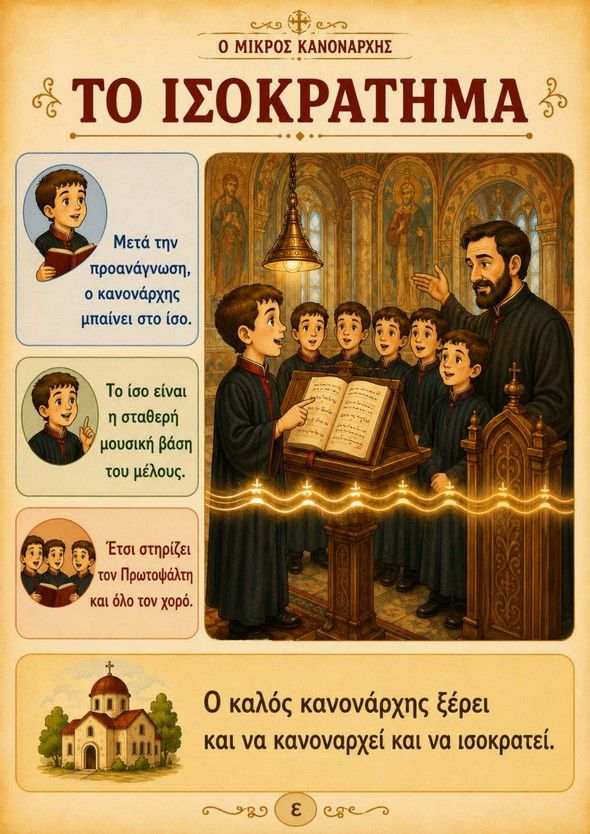 Ο ΜΙΚΡΟΣ ΚΑΝΟΝΑΡΧΗΣ
ΤΟ ΙΣΟΚΡΑΤΗΜΑ
Μετά την
προανάγνωση,
ο κανονάρχης
μπαίνει στο ίσο.
Το ίσο είναι
η σταθερή
μουσική βάση
του μέλους.
Έτσι στηρίζει
τον Πρωτοψάλτη
και όλο τον χορό.
Ο καλός κανονάρχης ξέρει
και να κανοναρχεί και να ισοκρατεί.
ε